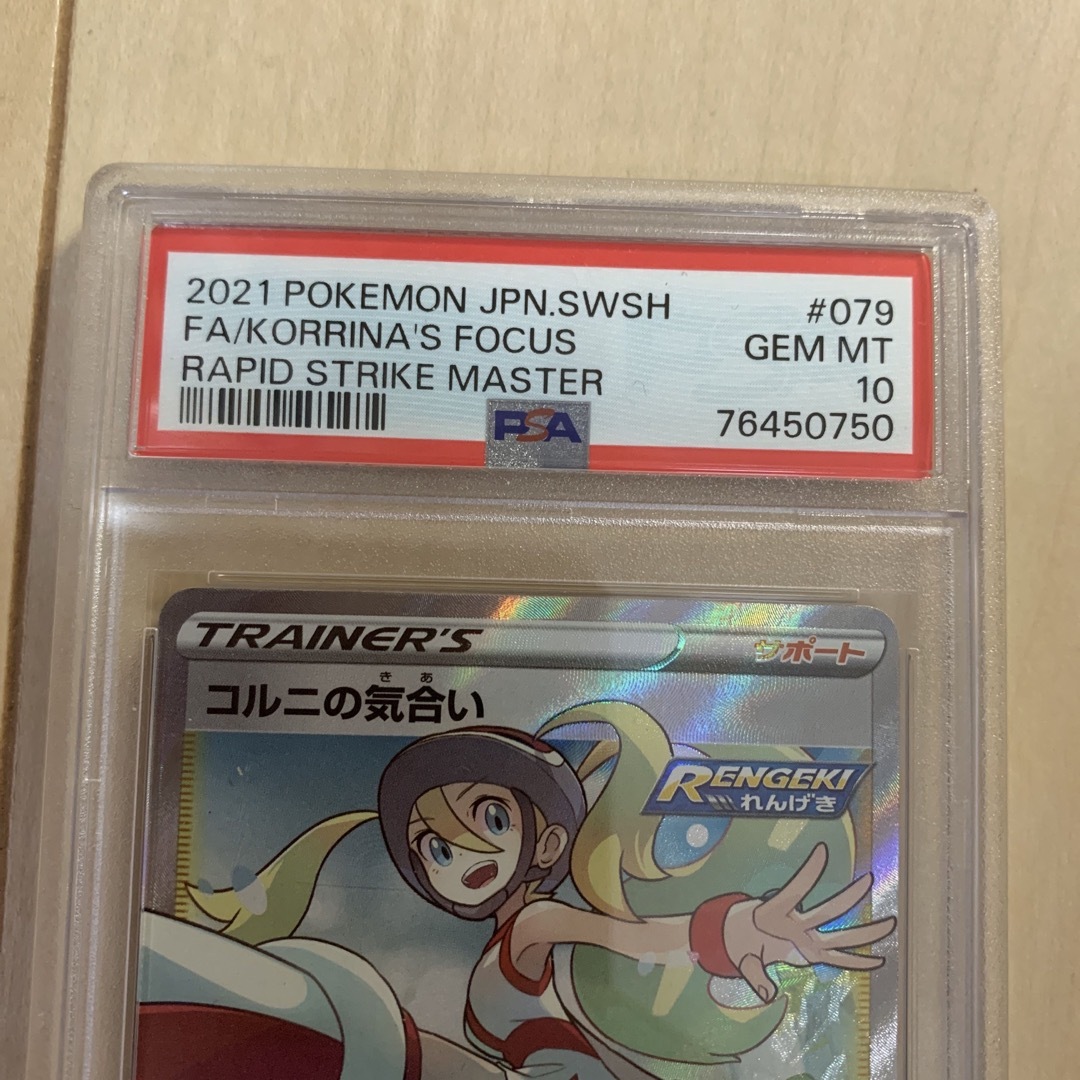 2021 POKEMON JPN.SWSH #079
FA/KORRINA'S FOCUS GEM MT
RAPID STRIKE MASTER 10
PSA 76450750
TRAINER'S サポート
きあ
コルニの気合い
RENGEKI
れんげき